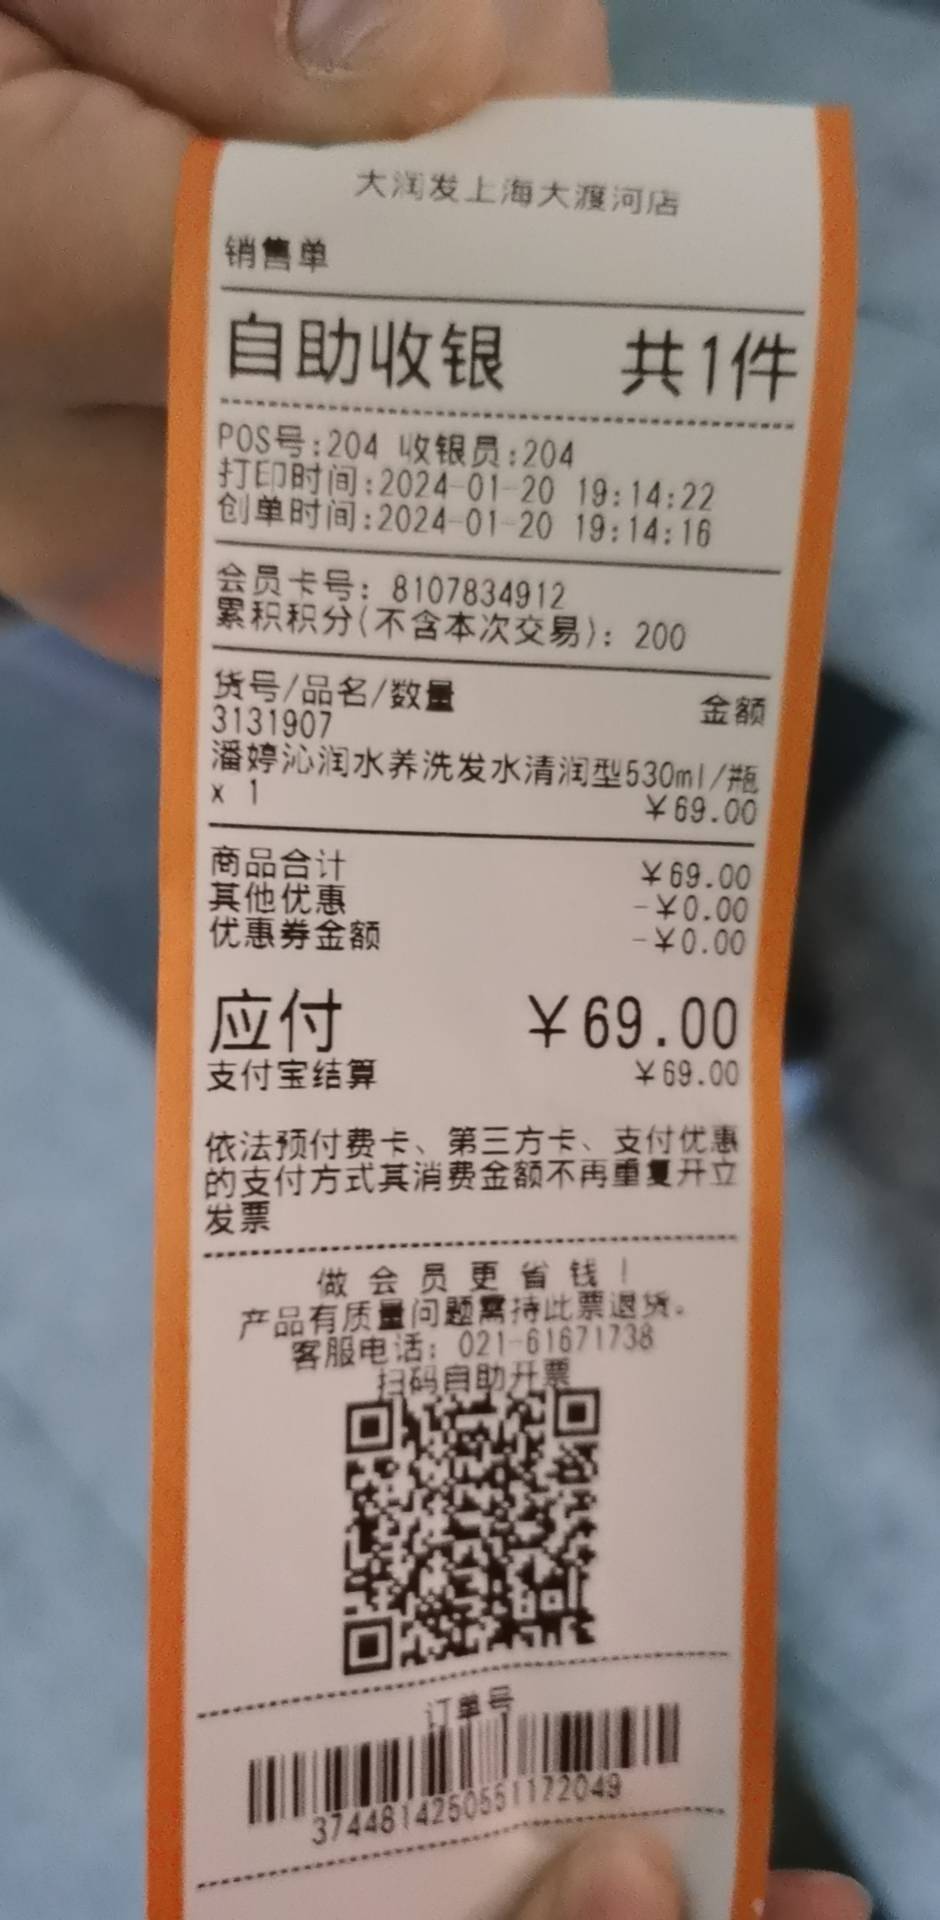 大润发上海大渡河店
销售单
自助收银 共1件
POS号:204 收银员:204
打印时间:2024-01-20 19:14:22
创单时间:2024-01-20 19:14:16
会员卡号: 8107834912
累积积分(不含本次交易): 200
货号/品名/数量 金额
3131907
潘婷沁润水养洗发水清润型530ml/瓶
x 1 ￥69.00
商品合计 ￥69.00
其他优惠 -￥0.00
优惠券金额 -￥0.00
应付 ￥69.00
支付宝结算 ￥69.00
依法预付费卡、第三方卡、支付优惠
的支付方式其消费金额不再重复开立
发票
做会员更省钱!
产品有质量问题需持此票退货。
客服电话: 021-61671738
扫码自助开票
订单号
3744814250551172049